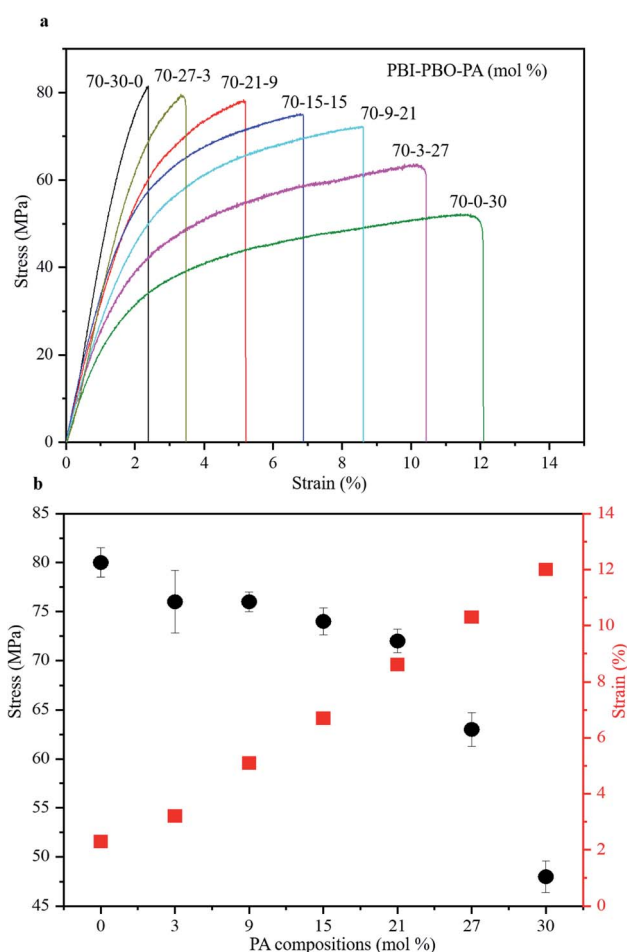 a
PBI-PBO-PA (mol %)
70-30-0
70-27-3
70-21-9
70-15-15
70-9-21
70-3-27
70-0-30
Stress (MPa)
80
60
40
20
0
0 2 4 6 8 10 12 14
Strain (%)
b
Stress (MPa)
85
80
75
70
65
60
55
50
45
14
12
10
8
6
4
2
0
Strain (%)
0 3 9 15 21 27 30
PA compositions (mol %)